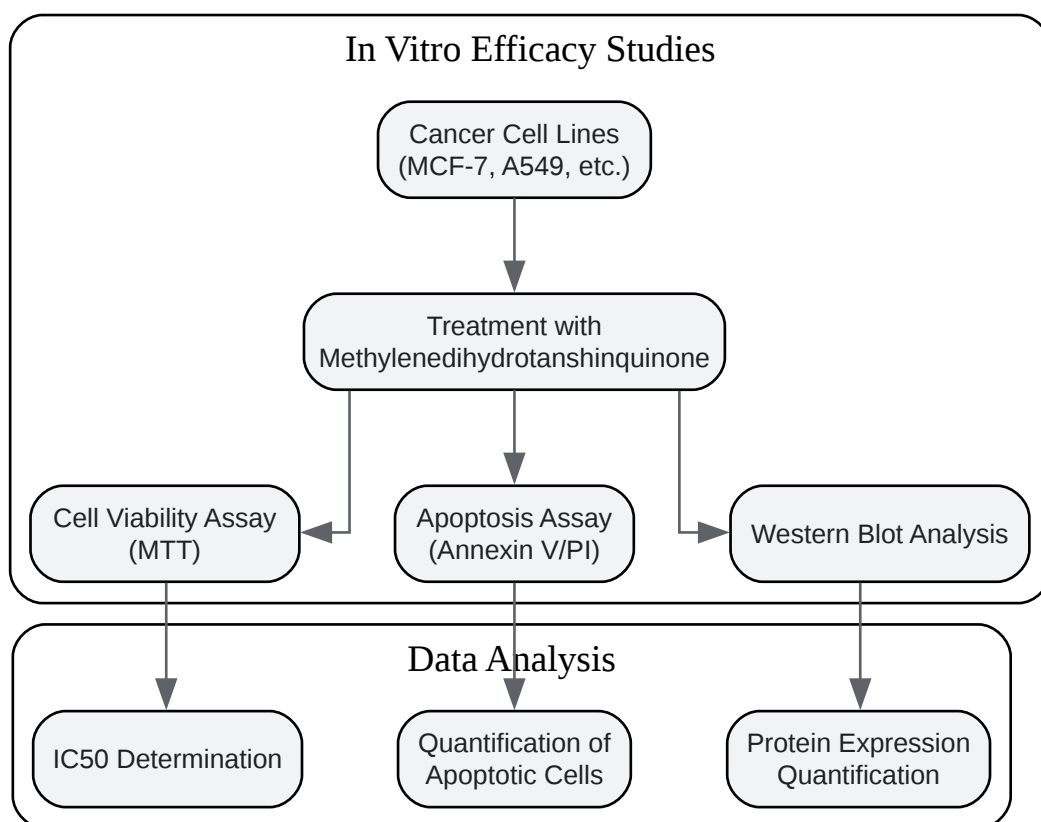 In Vitro Efficacy Studies
Cancer Cell Lines
(MCF-7, A549, etc.)
Treatment with
Methylenedihydrotanshinquinone
Cell Viability Assay
(MTT)
Apoptosis Assay
(Annexin V/PI)
Western Blot Analysis
Data Analysis
IC50 Determination
Quantification of
Apoptotic Cells
Protein Expression
Quantification